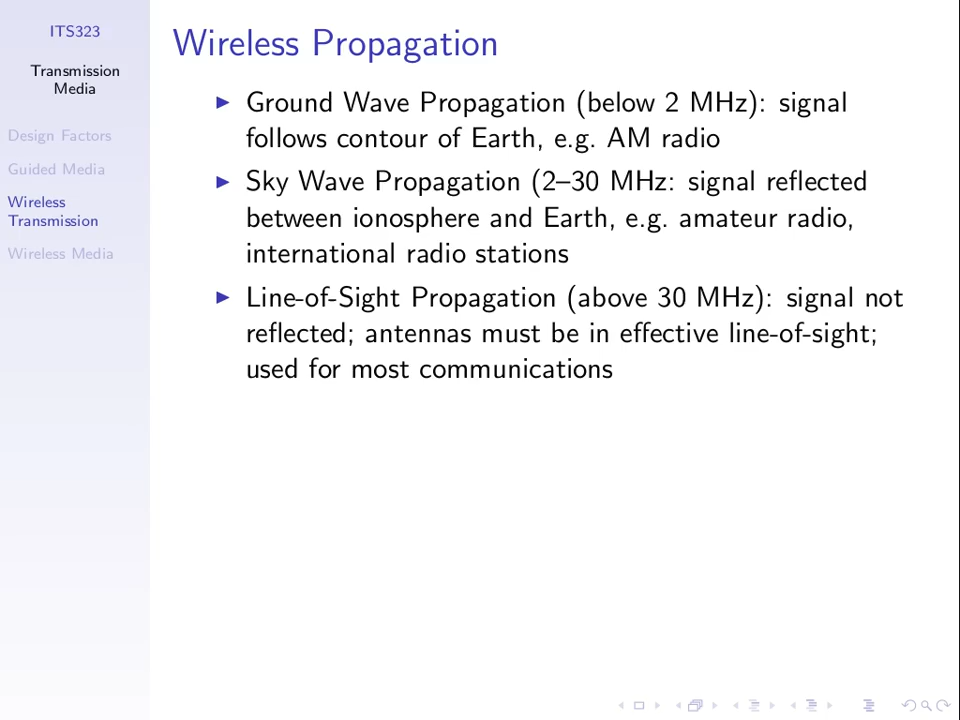 ITS323
Transmission
Media
Design Factors
Guided Media
Wireless
Transmission
Wireless Media
Wireless Propagation
Ground Wave Propagation (below 2 MHz): signal
follows contour of Earth, e.g. AM radio
Sky Wave Propagation (2–30 MHz: signal reflected
between ionosphere and Earth, e.g. amateur radio,
international radio stations
Line-of-Sight Propagation (above 30 MHz): signal not
reflected; antennas must be in effective line-of-sight;
used for most communications